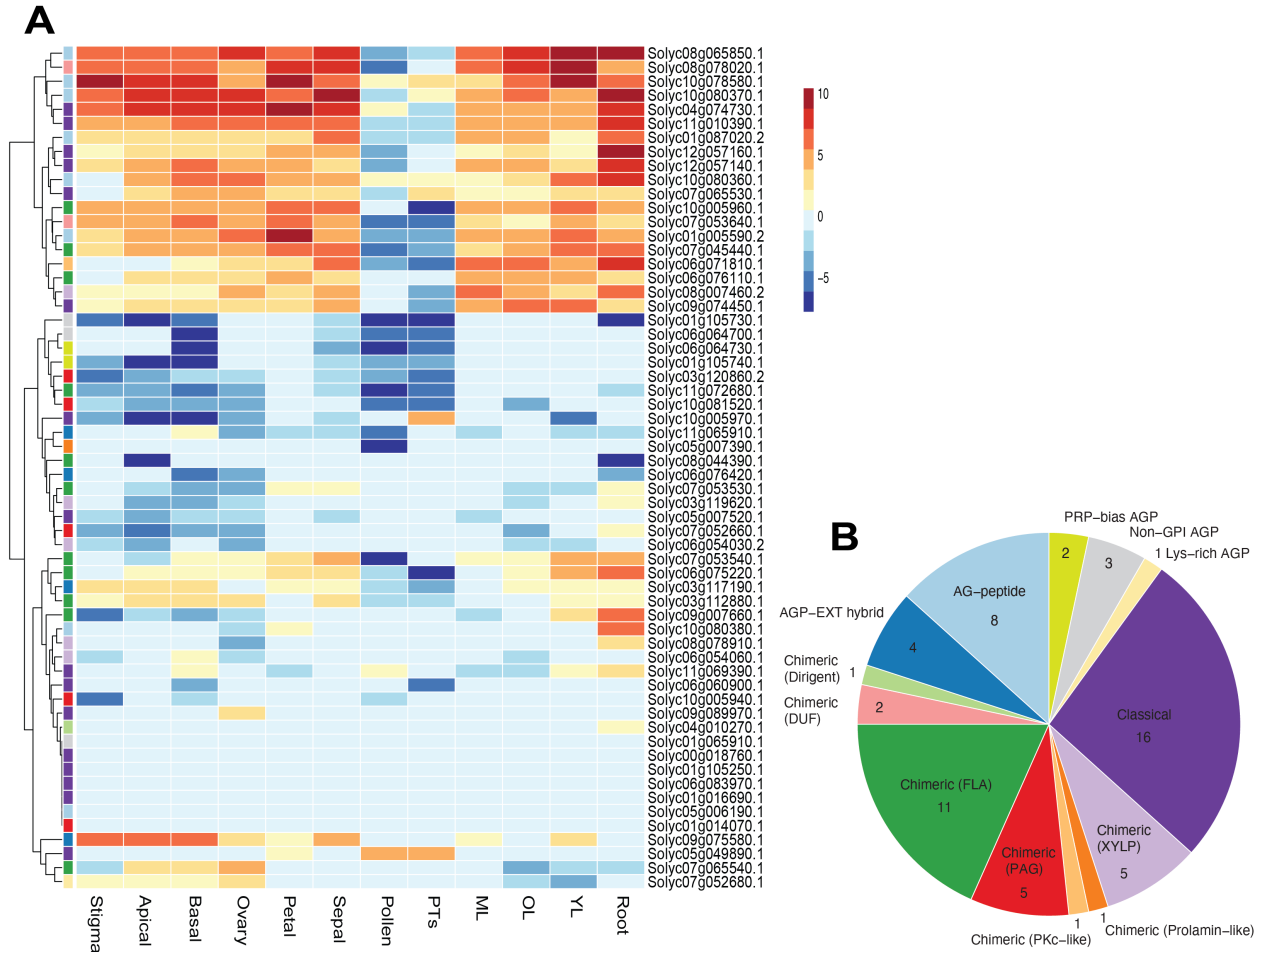 A
Solyc08g065850.1
Solyc08g078020.1
Solyc10g078580.1
Solyc10g080370.1
Solyc04g074730.1
Solyc11g010390.1
Solyc01g087020.2
Solyc12g057160.1
Solyc12g057140.1
Solyc10g080360.1
Solyc07g065530.1
Solyc10g005960.1
Solyc07g053640.1
Solyc01g005590.2
Solyc07g045440.1
Solyc06g071810.1
Solyc06g076110.1
Solyc08g007460.2
Solyc09g074450.1
Solyc01g105730.1
Solyc06g064700.1
Solyc06g064730.1
Solyc01g105740.1
Solyc03g120860.2
Solyc11g072680.1
Solyc10g081520.1
Solyc10g005970.1
Solyc11g065910.1
Solyc05g007390.1
Solyc08g044390.1
Solyc06g076420.1
Solyc07g053530.1
Solyc03g119620.1
Solyc05g007520.1
Solyc07g052660.1
Solyc06g054030.2
Solyc07g053540.1
Solyc06g075220.1
Solyc03g117190.1
Solyc03g112880.1
Solyc09g007660.1
Solyc10g080380.1
Solyc08g078910.1
Solyc06g054060.1
Solyc11g069390.1
Solyc06g060900.1
Solyc10g005940.1
Solyc09g089970.1
Solyc04g010270.1
Solyc01g065910.1
Solyc00g018760.1
Solyc01g105250.1
Solyc06g083970.1
Solyc01g016690.1
Solyc05g006190.1
Solyc01g014070.1
Solyc09g075580.1
Solyc05g049890.1
Solyc07g065540.1
Solyc07g052680.1
Stigma
Apical
Basal
Ovary
Petal
Sepal
Pollen
PTs
ML
OL
YL
Root
10
5
0
−5
B
PRP−bias AGP
2
Non−GPI AGP
3
1 Lys−rich AGP
Classical
16
Chimeric
(XYLP)
5
1
Chimeric (Prolamin−like)
1
Chimeric (PKc−like)
Chimeric
(PAG)
5
Chimeric (FLA)
11
Chimeric
(DUF)
2
Chimeric
(Dirigent)
1
AGP−EXT hybrid
4
AG−peptide
8